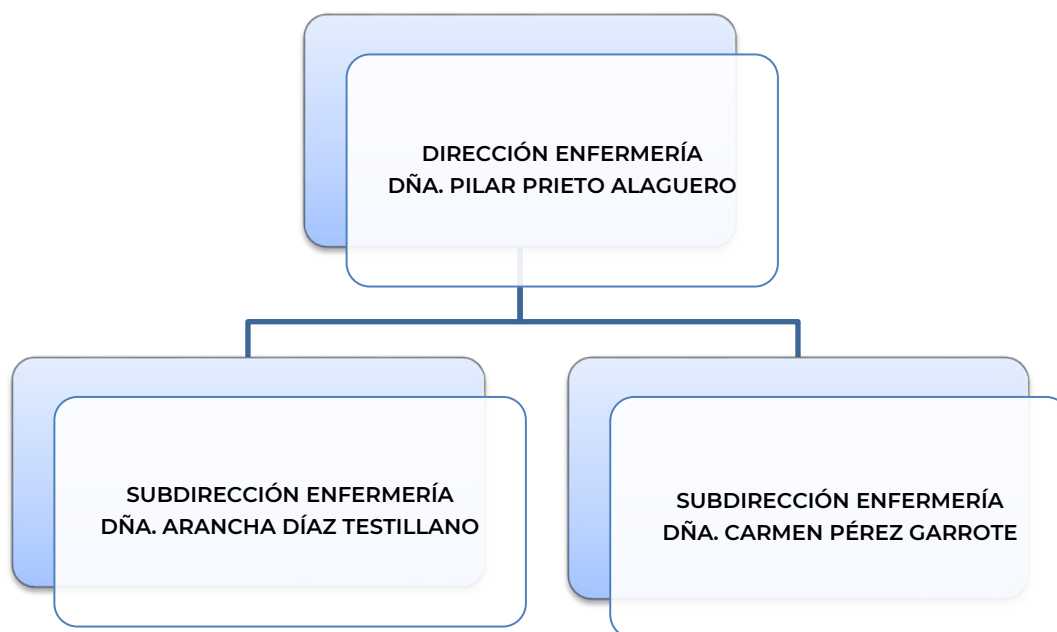 DIRECCIÓN ENFERMERÍA
DÑA. PILAR PRIETO ALAGUERO
SUBDIRECCIÓN ENFERMERÍA
DÑA. ARANCHA DÍAZ TESTILLANO
SUBDIRECCIÓN ENFERMERÍA
DÑA. CARMEN PÉREZ GARROTE